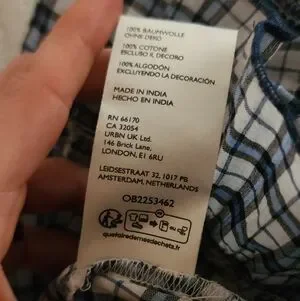 100% BAUMWOLLE
OHNE DEKO
100% COTONE
ESCLUSO IL DECORO
100% ALGODÓN
EXCLUYENDO LA DECORACIÓN
MADE IN INDIA
HECHO EN INDIA
RN 66170
CA 32054
URBN UK Ltd.
146 Brick Lane,
LONDON, E1 6RU
LEIDSESTRAAT 32, 1017 PB
AMSTERDAM, NETHERLANDS
OB2253462
quefairedemesdechets.fr